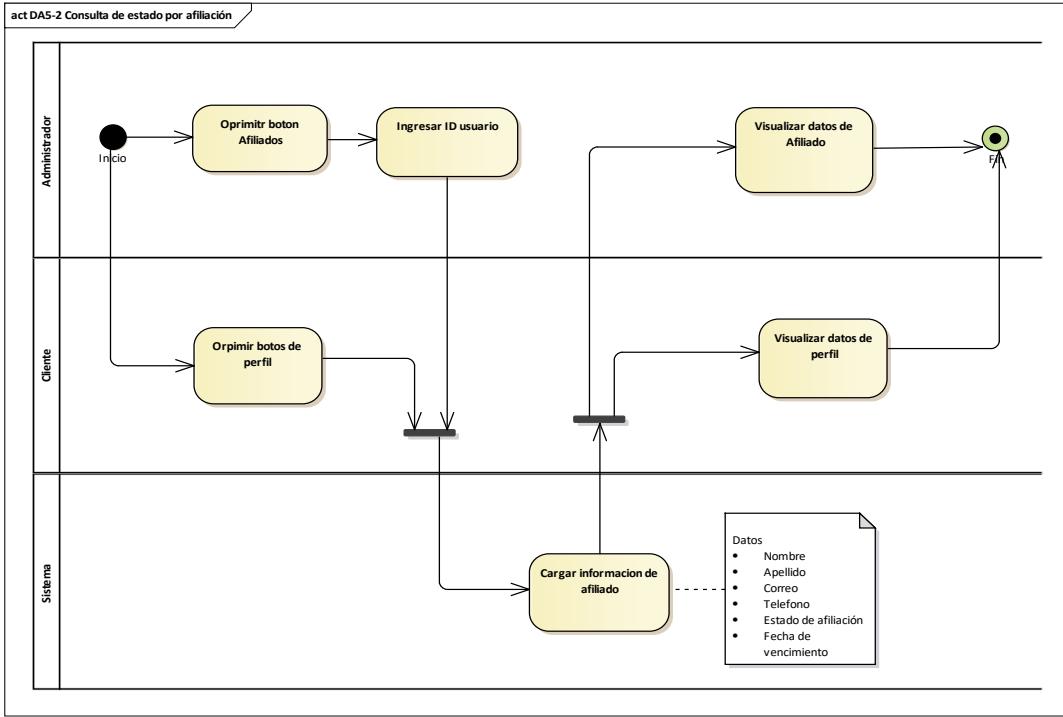 act DA5-2 Consulta de estado por afiliación
Administrador
Inicio
Oprimitr boton
Afiliados
Ingresar ID usuario
Visualizar datos de
Afiliado
Fin
Cliente
Orpimir botos de
perfil
Visualizar datos de
perfil
Sistema
Cargar informacion de
afiliado
Datos
• Nombre
• Apellido
• Correo
• Telefono
• Estado de afiliación
• Fecha de
vencimiento